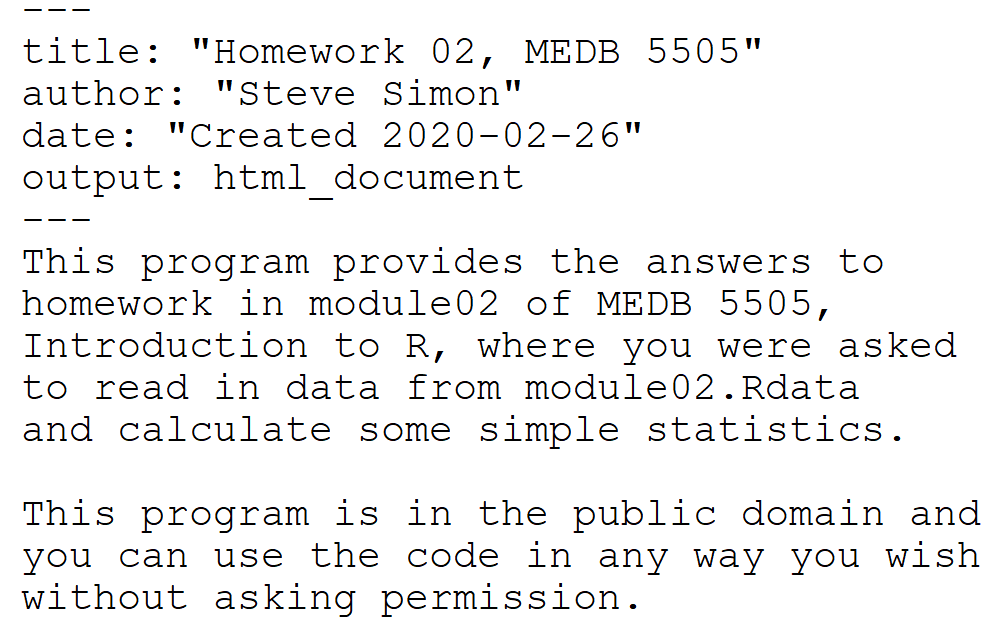 ---
title: "Homework 02, MEDB 5505"
author: "Steve Simon"
date: "Created 2020-02-26"
output: html_document
---
This program provides the answers to
homework in module02 of MEDB 5505,
Introduction to R, where you were asked
to read in data from module02.Rdata
and calculate some simple statistics.

This program is in the public domain and
you can use the code in any way you wish
without asking permission.